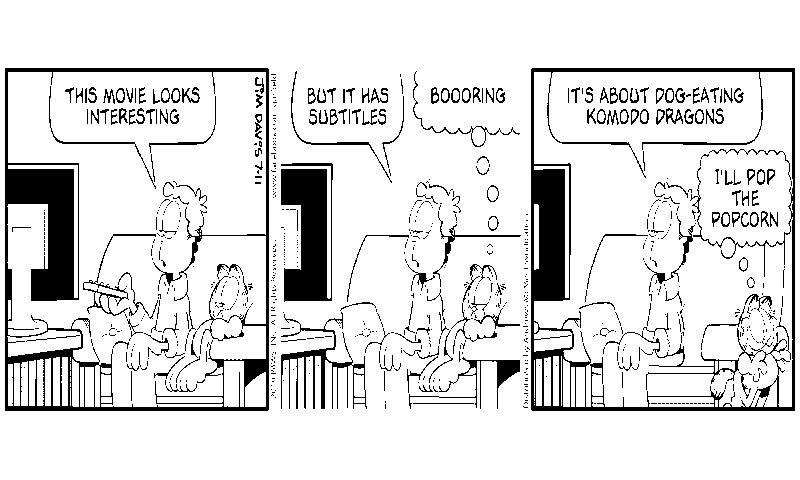 THIS MOVIE LOOKS
INTERESTING
JIM DAVIS 7-11
BUT IT HAS
SUBTITLES
BOOORING
IT'S ABOUT DOG-EATING
KOMODO DRAGONS
I'LL POP
THE
POPCORN